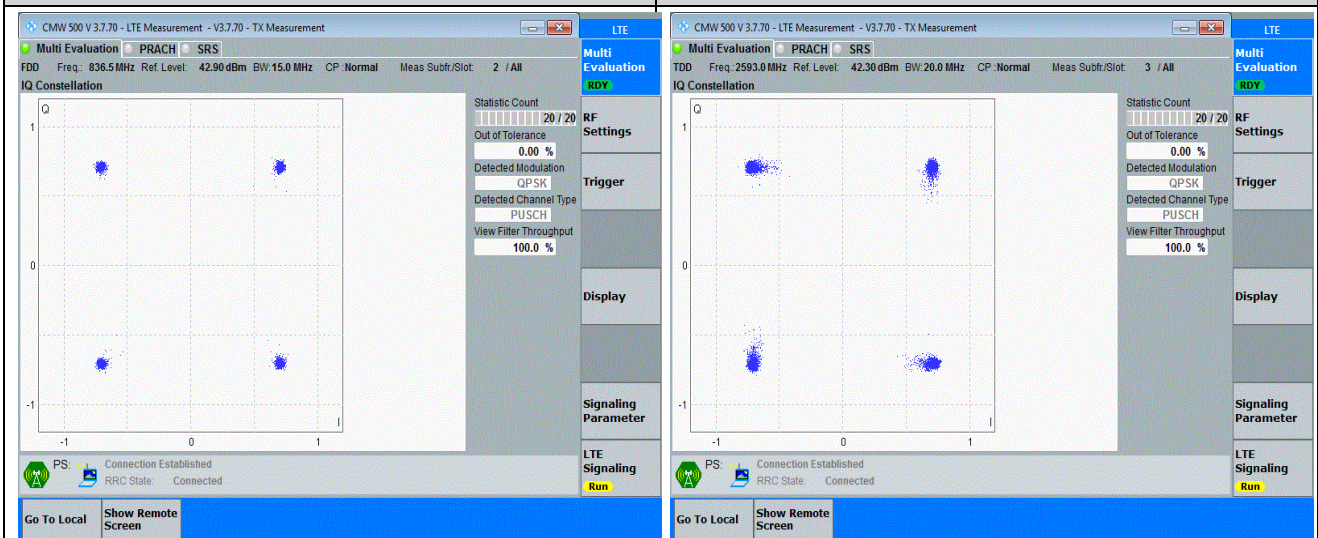 CMW 500 V 3.7.70 - LTE Measurement - V3.7.70 - TX Measurement
LTE
Multi Evaluation PRACH SRS
FDD Freq.: 836.5 MHz Ref. Level: 42.90 dBm BW: 15.0 MHz CP :Normal Meas Subfr./Slot: 2 / All
IQ Constellation
Q
1
0
-1
-1 0 1
I
Statistic Count
20 / 20
Out of Tolerance
0.00 %
Detected Modulation
QPSK
Detected Channel Type
PUSCH
View Filter Throughput
100.0 %
Multi
Evaluation
RDY
RF
Settings
Trigger
Display
Signaling
Parameter
LTE
Signaling
Run
PS: Connection Established
RRC State: Connected
Go To Local
Show Remote
Screen
CMW 500 V 3.7.70 - LTE Measurement - V3.7.70 - TX Measurement
LTE
Multi Evaluation PRACH SRS
TDD Freq.: 2593.0 MHz Ref. Level: 42.30 dBm BW: 20.0 MHz CP :Normal Meas Subfr./Slot: 3 / All
IQ Constellation
Q
1
0
-1
-1 0 1
I
Statistic Count
20 / 20
Out of Tolerance
0.00 %
Detected Modulation
QPSK
Detected Channel Type
PUSCH
View Filter Throughput
100.0 %
Multi
Evaluation
RDY
RF
Settings
Trigger
Display
Signaling
Parameter
LTE
Signaling
Run
PS: Connection Established
RRC State: Connected
Go To Local
Show Remote
Screen